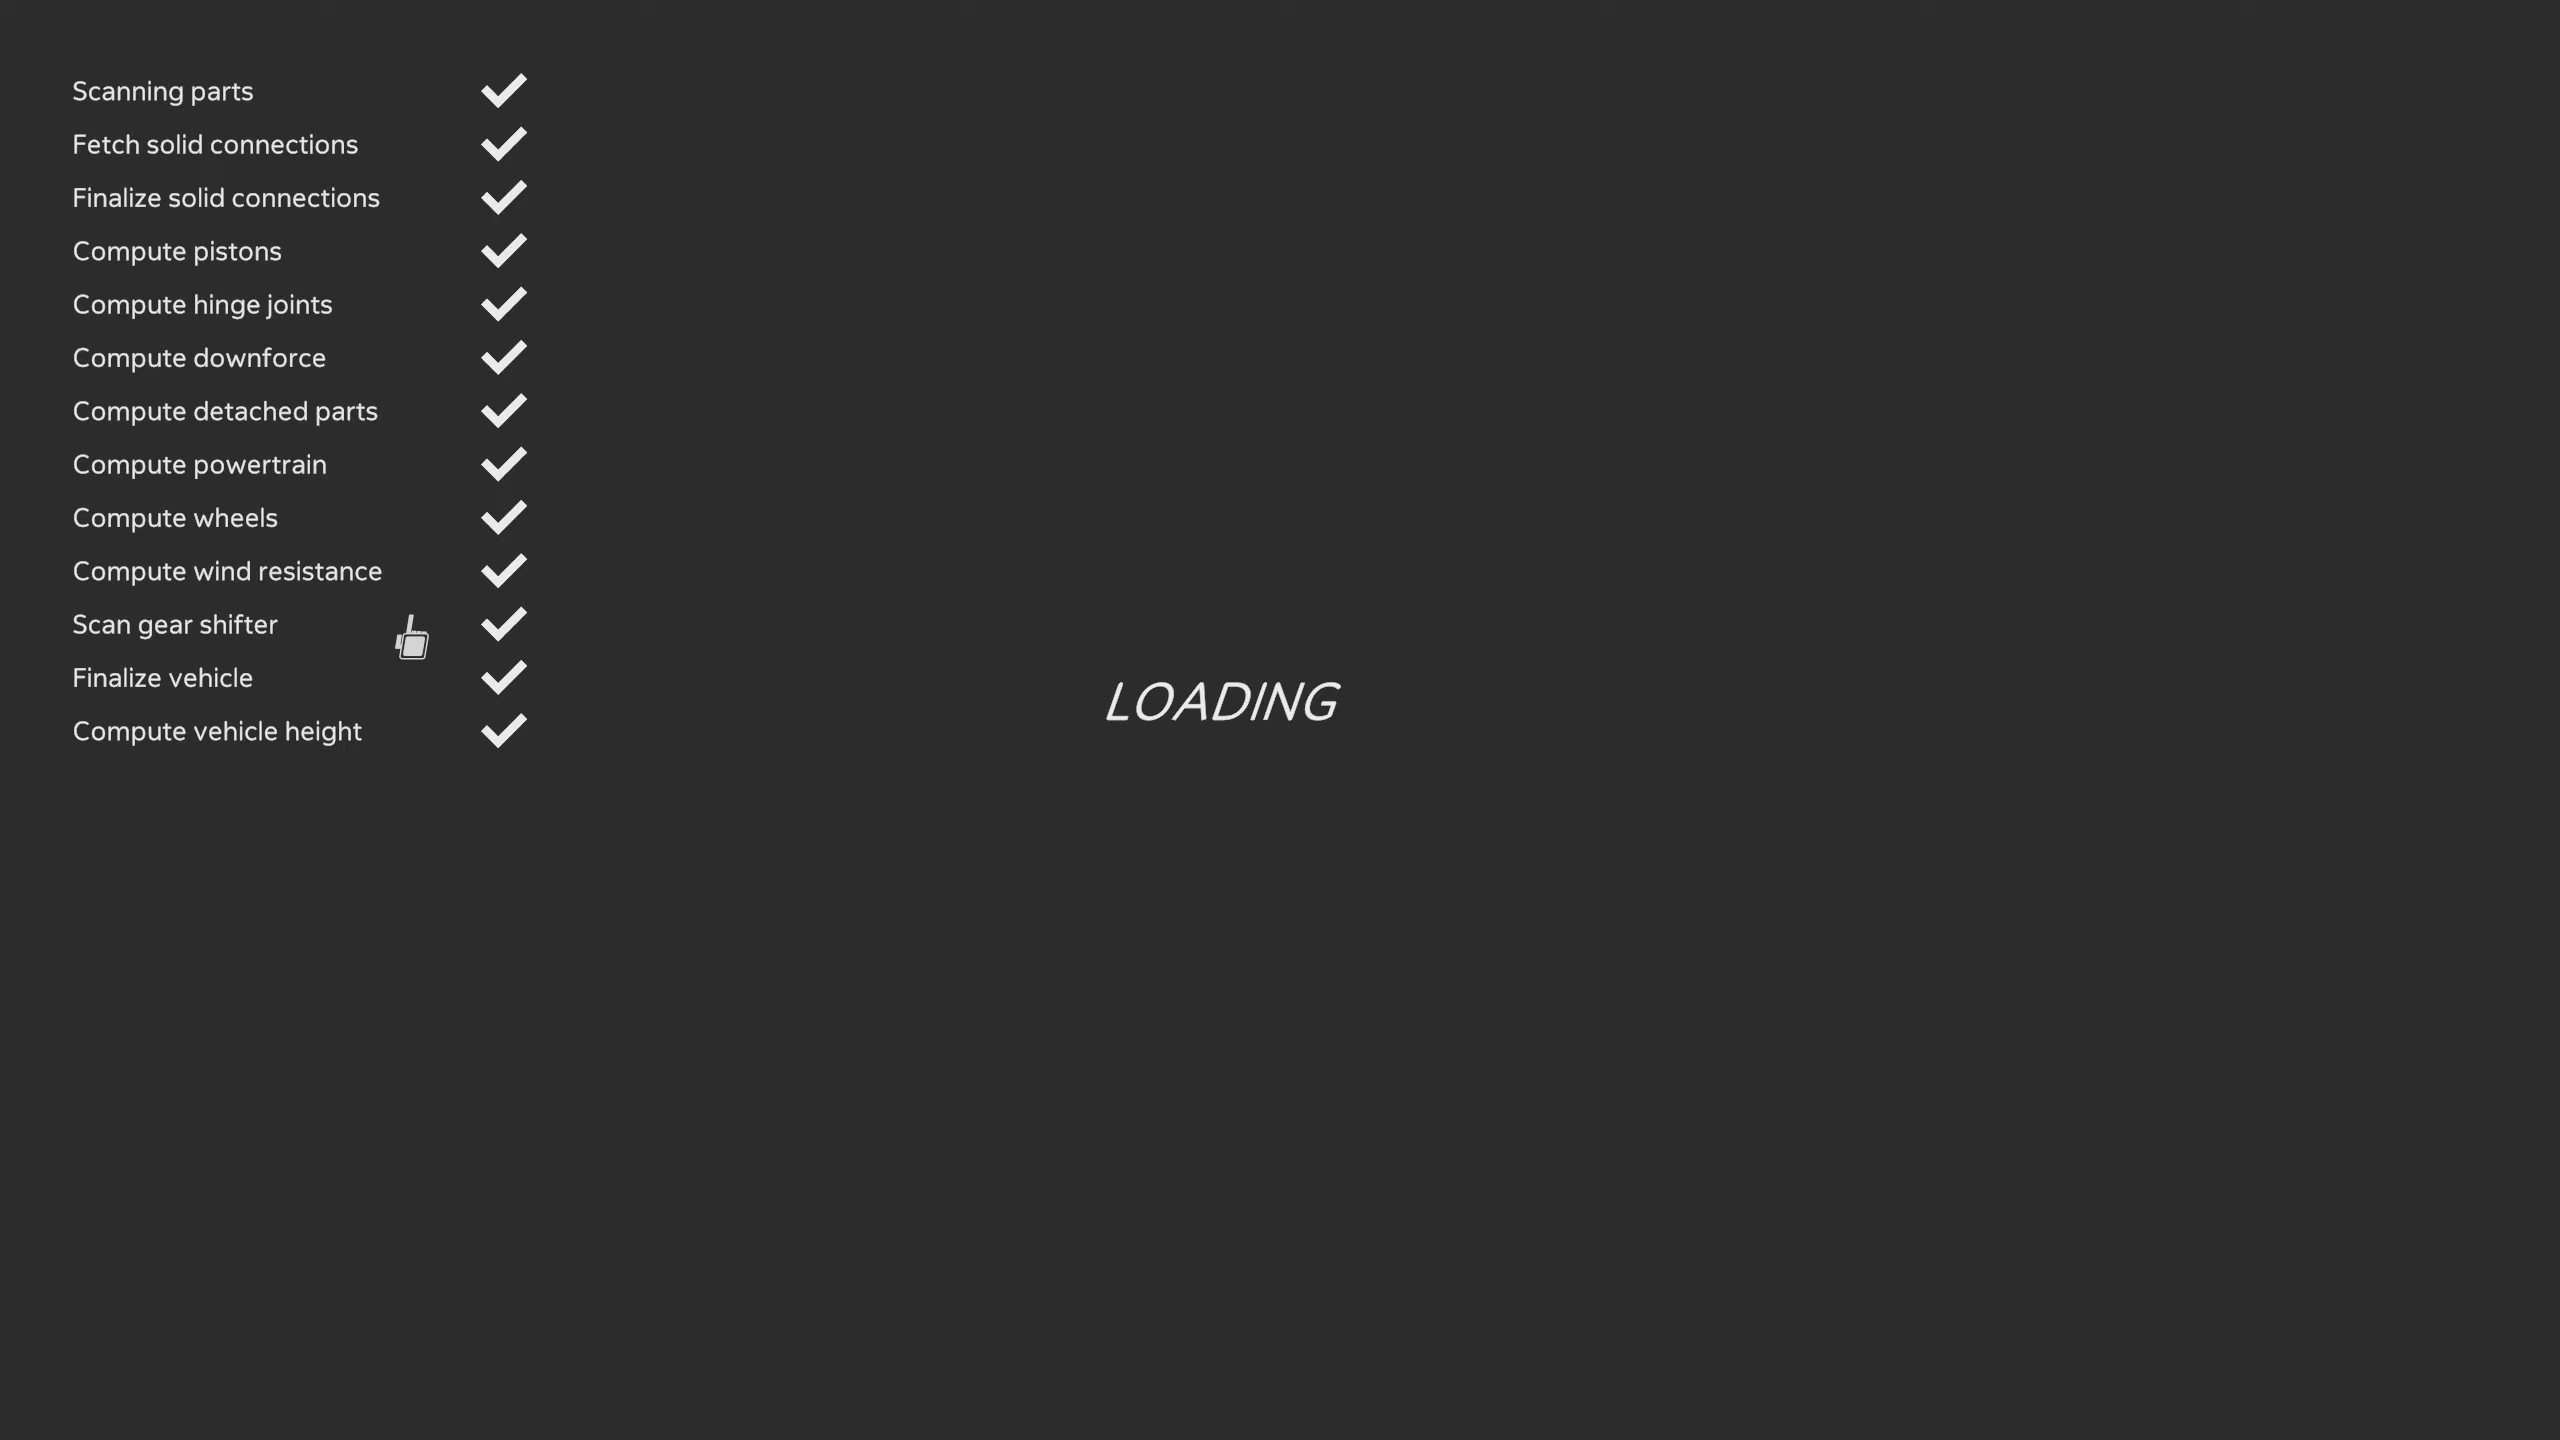 Scanning parts
Fetch solid connections
Finalize solid connections
Compute pistons
Compute hinge joints
Compute downforce
Compute detached parts
Compute powertrain
Compute wheels
Compute wind resistance
Scan gear shifter
Finalize vehicle
Compute vehicle height
LOADING